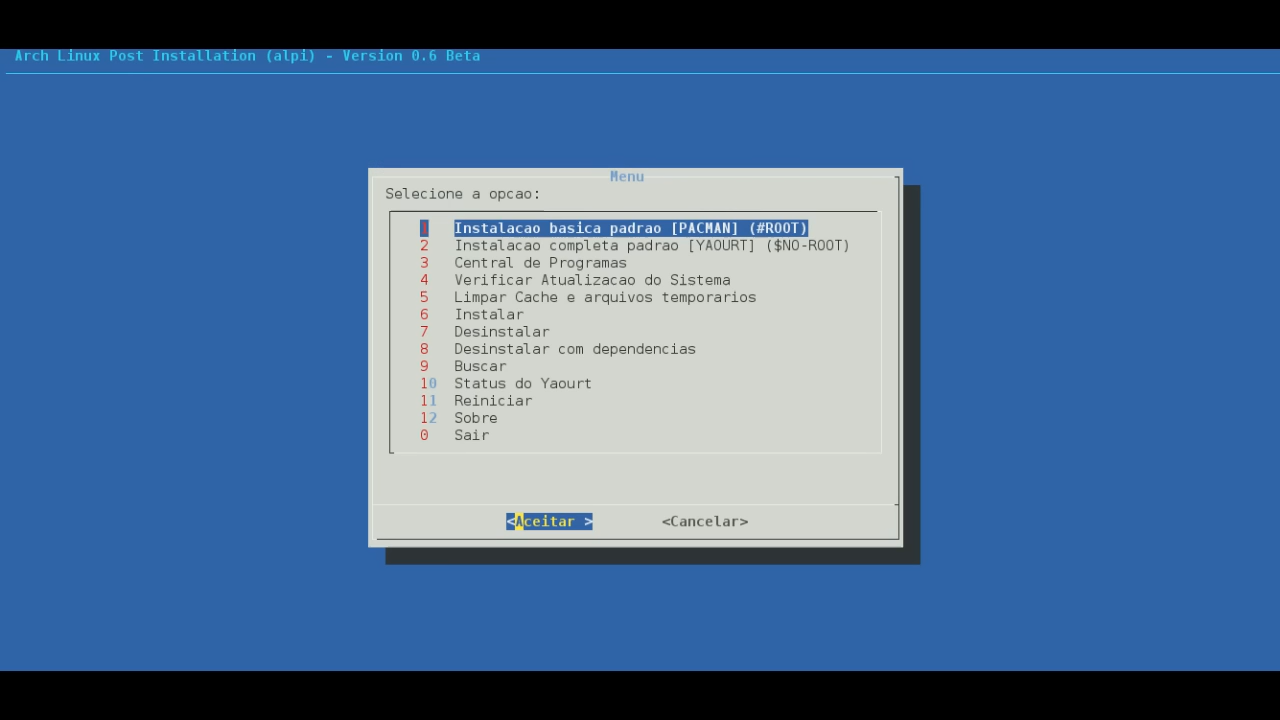 Arch Linux Post Installation (alpi) - Version 0.6 Beta
Menu
Selecione a opcao:
1 Instalacao basica padrao [PACMAN] (#ROOT)
2 Instalacao completa padrao [YAOURT] ($NO-ROOT)
3 Central de Programas
4 Verificar Atualizacao do Sistema
5 Limpar Cache e arquivos temporarios
6 Instalar
7 Desinstalar
8 Desinstalar com dependencias
9 Buscar
10 Status do Yaourt
11 Reiniciar
12 Sobre
0 Sair
<Aceitar > <Cancelar>